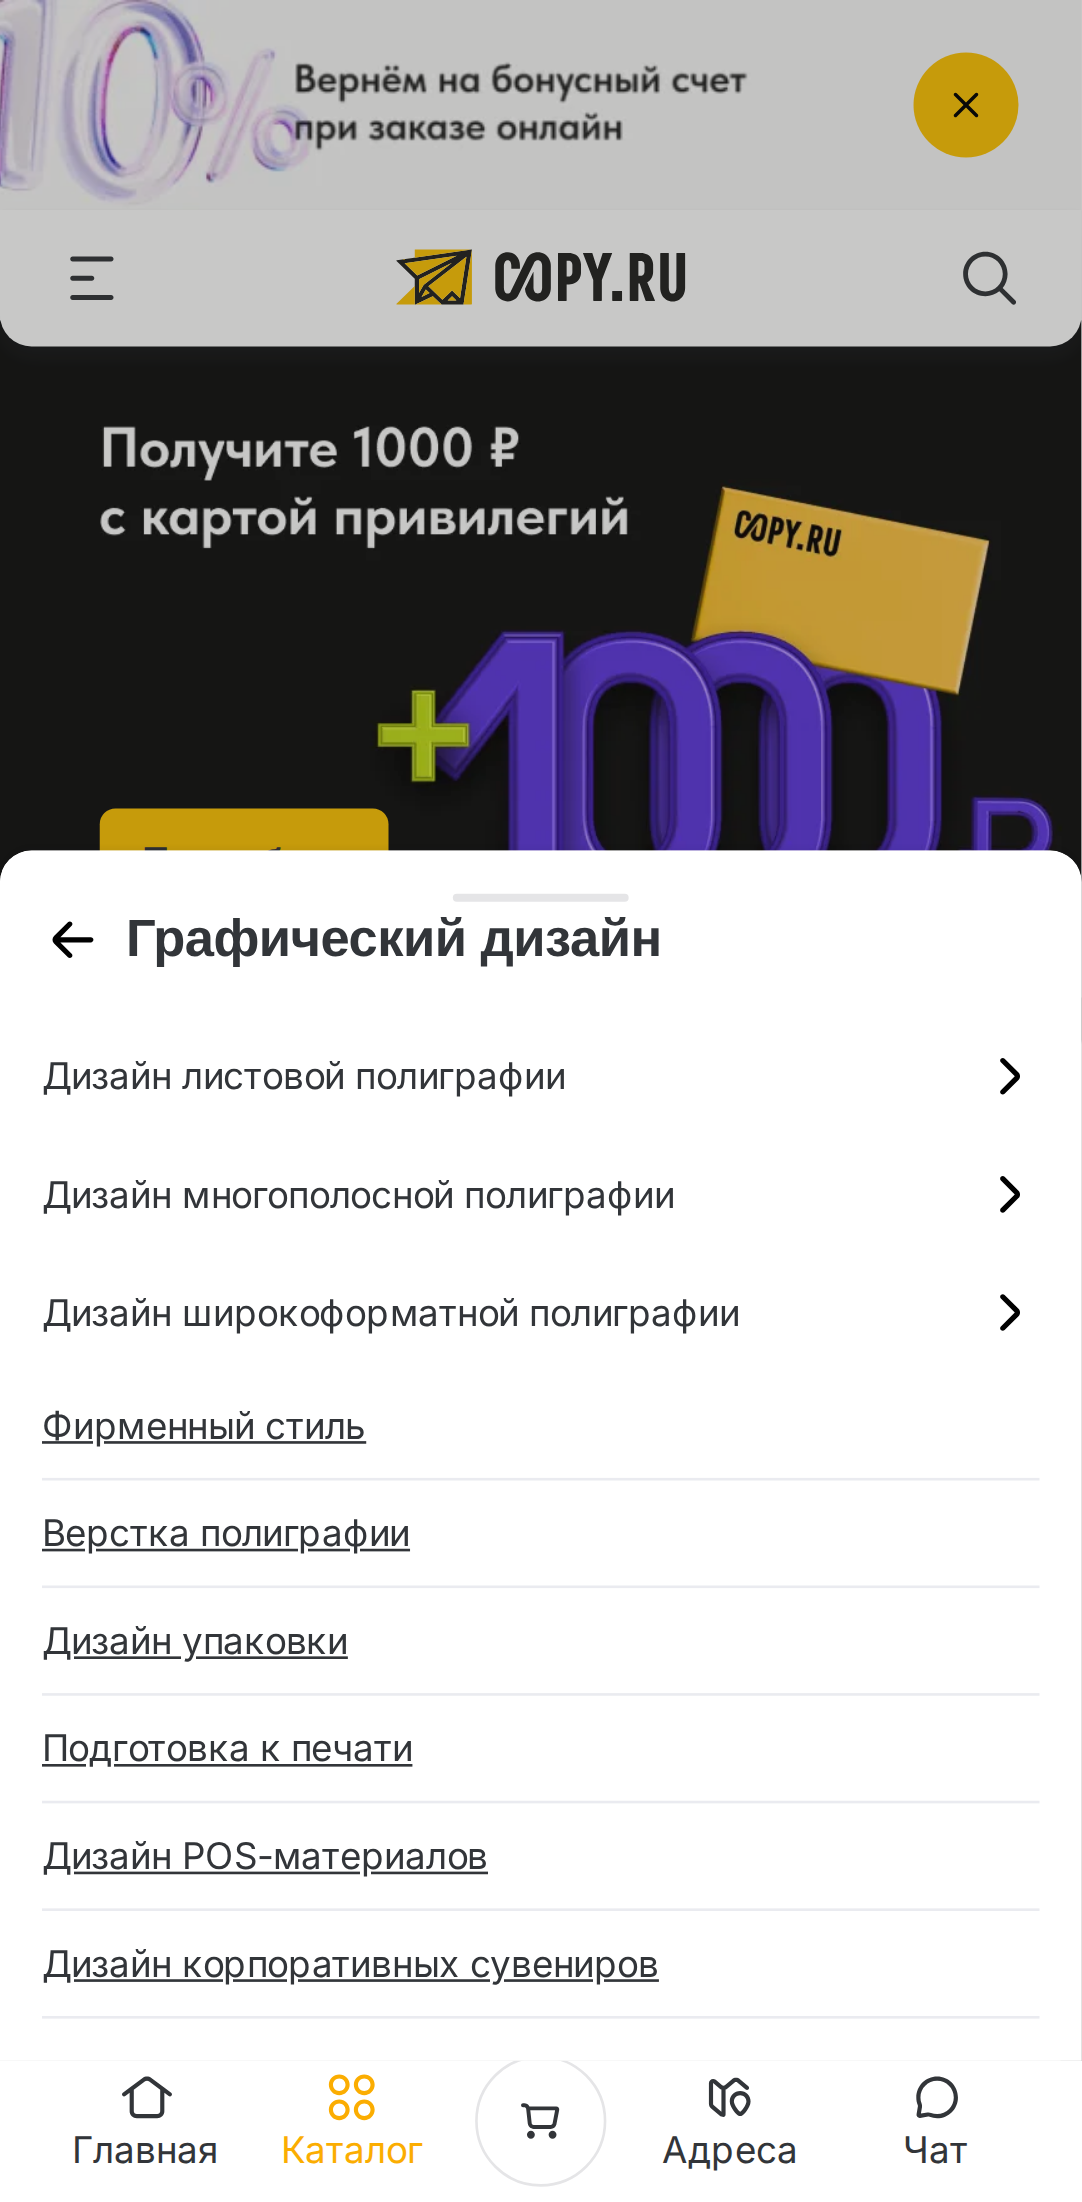 10%
Вернём на бонусный счет
при заказе онлайн
COPY.RU
Получите 1000 ₽
с картой привилегий
COPY.RU
+1000 ₽
Графический дизайн
Дизайн листовой полиграфии
Дизайн многополосной полиграфии
Дизайн широкоформатной полиграфии
Фирменный стиль
Верстка полиграфии
Дизайн упаковки
Подготовка к печати
Дизайн POS-материалов
Дизайн корпоративных сувениров
Главная
Каталог
Адреса
Чат